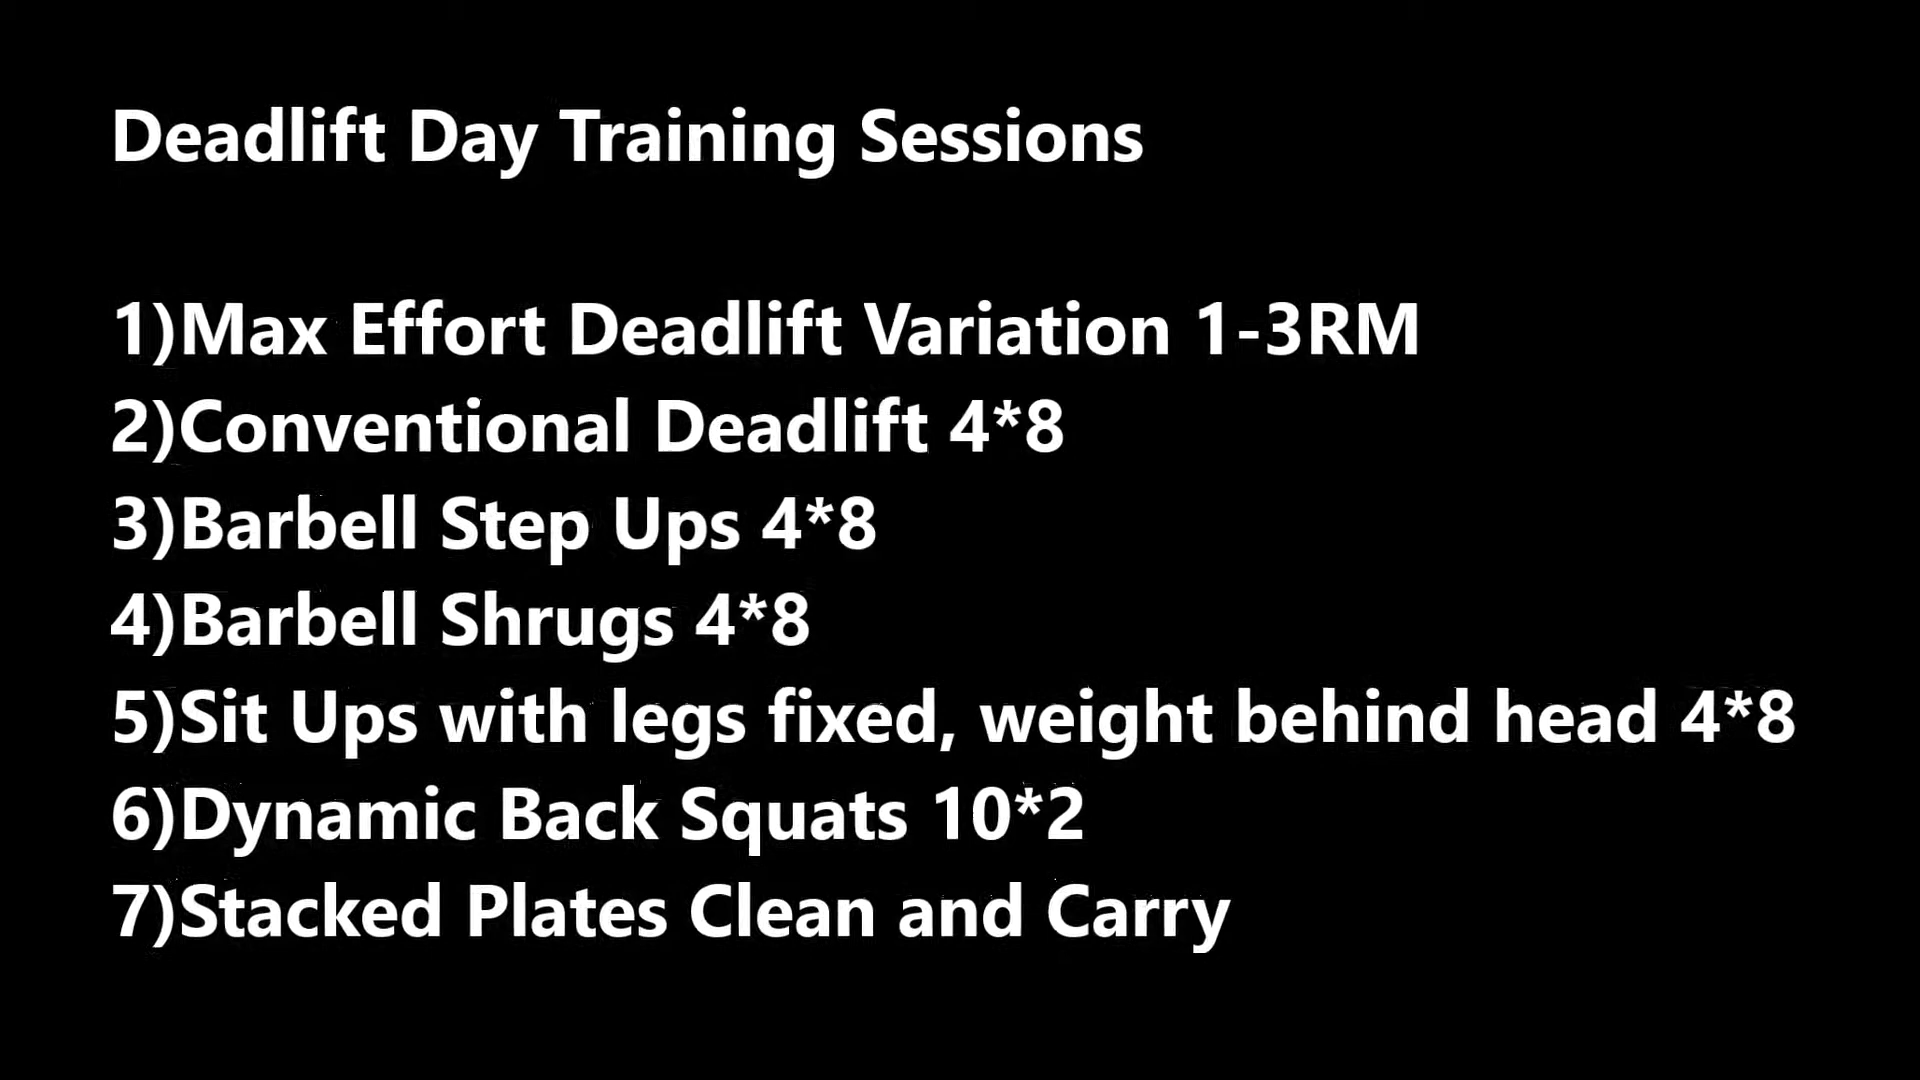 Deadlift Day Training Sessions
1)Max Effort Deadlift Variation 1-3RM
2)Conventional Deadlift 4*8
3)Barbell Step Ups 4*8
4)Barbell Shrugs 4*8
5)Sit Ups with legs fixed, weight behind head 4*8
6)Dynamic Back Squats 10*2
7)Stacked Plates Clean and Carry